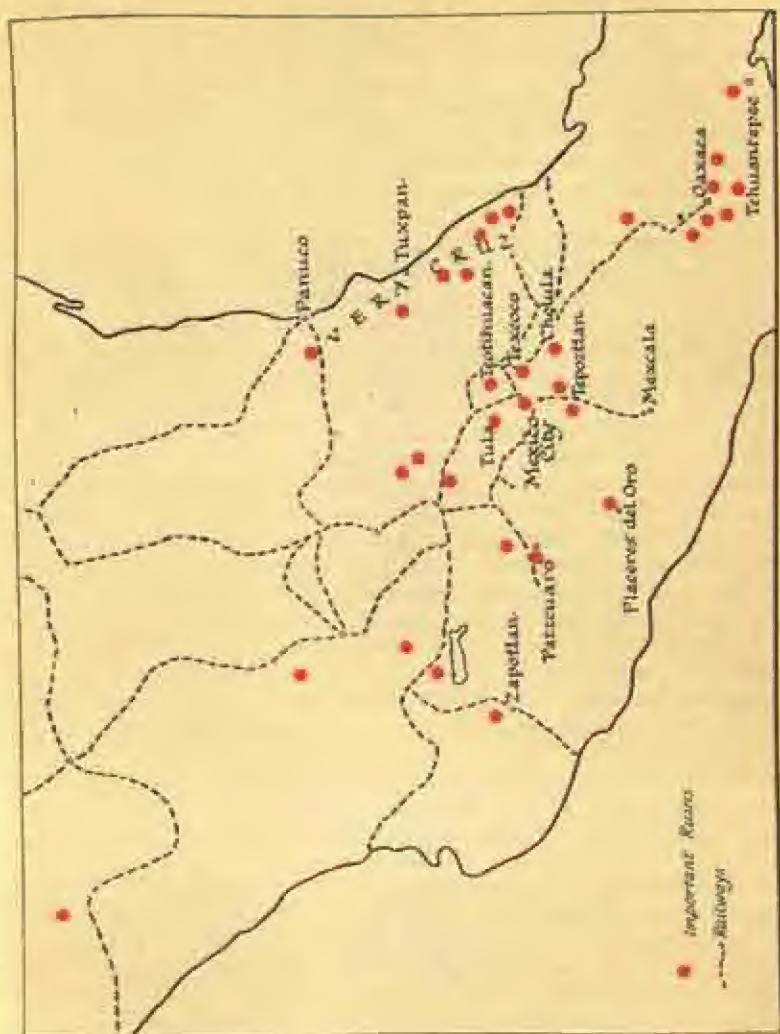 Panuco
Tuxpan
VERA CRUZ
Teotihuacan
Texcoco
Cholula
Tula
Mexico
City
Tepoztlan
Mexcala
Zapotlan
Patzcuaro
Placeres del Oro
Oaxaca
Tehuantepec
Important Ruins
Railways